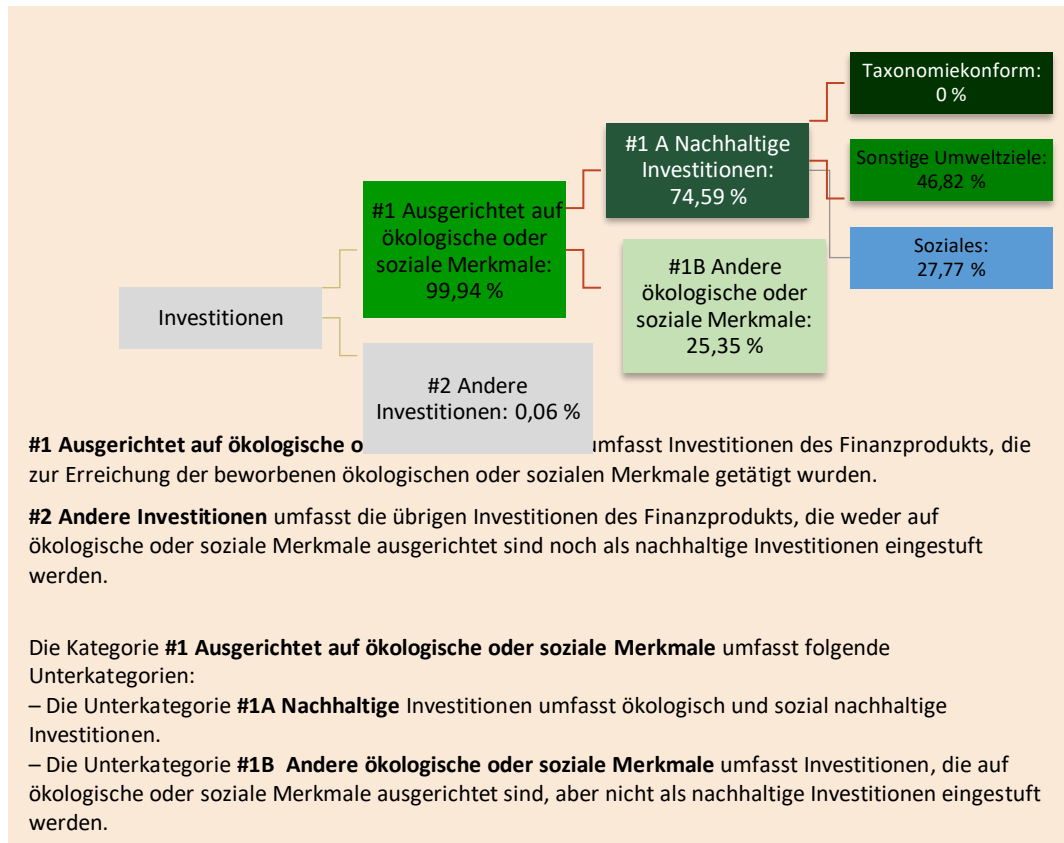 Taxonomiekonform:
0 %
#1 A Nachhaltige
Investitionen:
74,59 %
Sonstige Umweltziele:
46,82 %
#1 Ausgerichtet auf
ökologische oder
soziale Merkmale:
99,94 %
Soziales:
27,77 %
#1B Andere
ökologische oder
soziale Merkmale:
25,35 %
Investitionen
#2 Andere
Investitionen: 0,06 %
#1 Ausgerichtet auf ökologische o umfasst Investitionen des Finanzprodukts, die
zur Erreichung der beworbenen ökologischen oder sozialen Merkmale getätigt wurden.
#2 Andere Investitionen umfasst die übrigen Investitionen des Finanzprodukts, die weder auf
ökologische oder soziale Merkmale ausgerichtet sind noch als nachhaltige Investitionen eingestuft
werden.
Die Kategorie #1 Ausgerichtet auf ökologische oder soziale Merkmale umfasst folgende
Unterkategorien:
– Die Unterkategorie #1A Nachhaltige Investitionen umfasst ökologisch und sozial nachhaltige
Investitionen.
– Die Unterkategorie #1B Andere ökologische oder soziale Merkmale umfasst Investitionen, die auf
ökologische oder soziale Merkmale ausgerichtet sind, aber nicht als nachhaltige Investitionen eingestuft
werden.